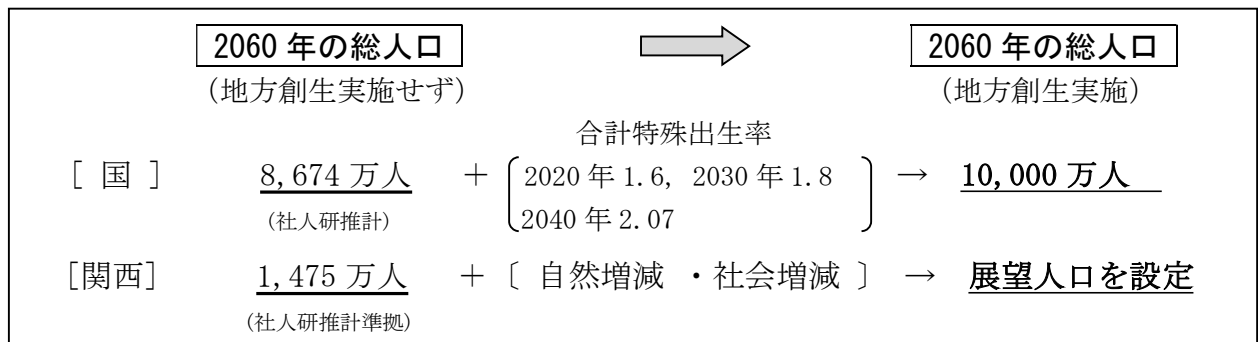 2060 年の総人口 2060 年の総人口
(地方創生実施せず) (地方創生実施)
合計特殊出生率
[ 国 ] 8,674 万人 + 2020 年 1.6, 2030 年 1.8 → 10,000 万人
(社人研推計) 2040 年 2.07
[関西] 1,475 万人 + 〔 自然増減 ・社会増減 〕 → 展望人口を設定
(社人研推計準拠)